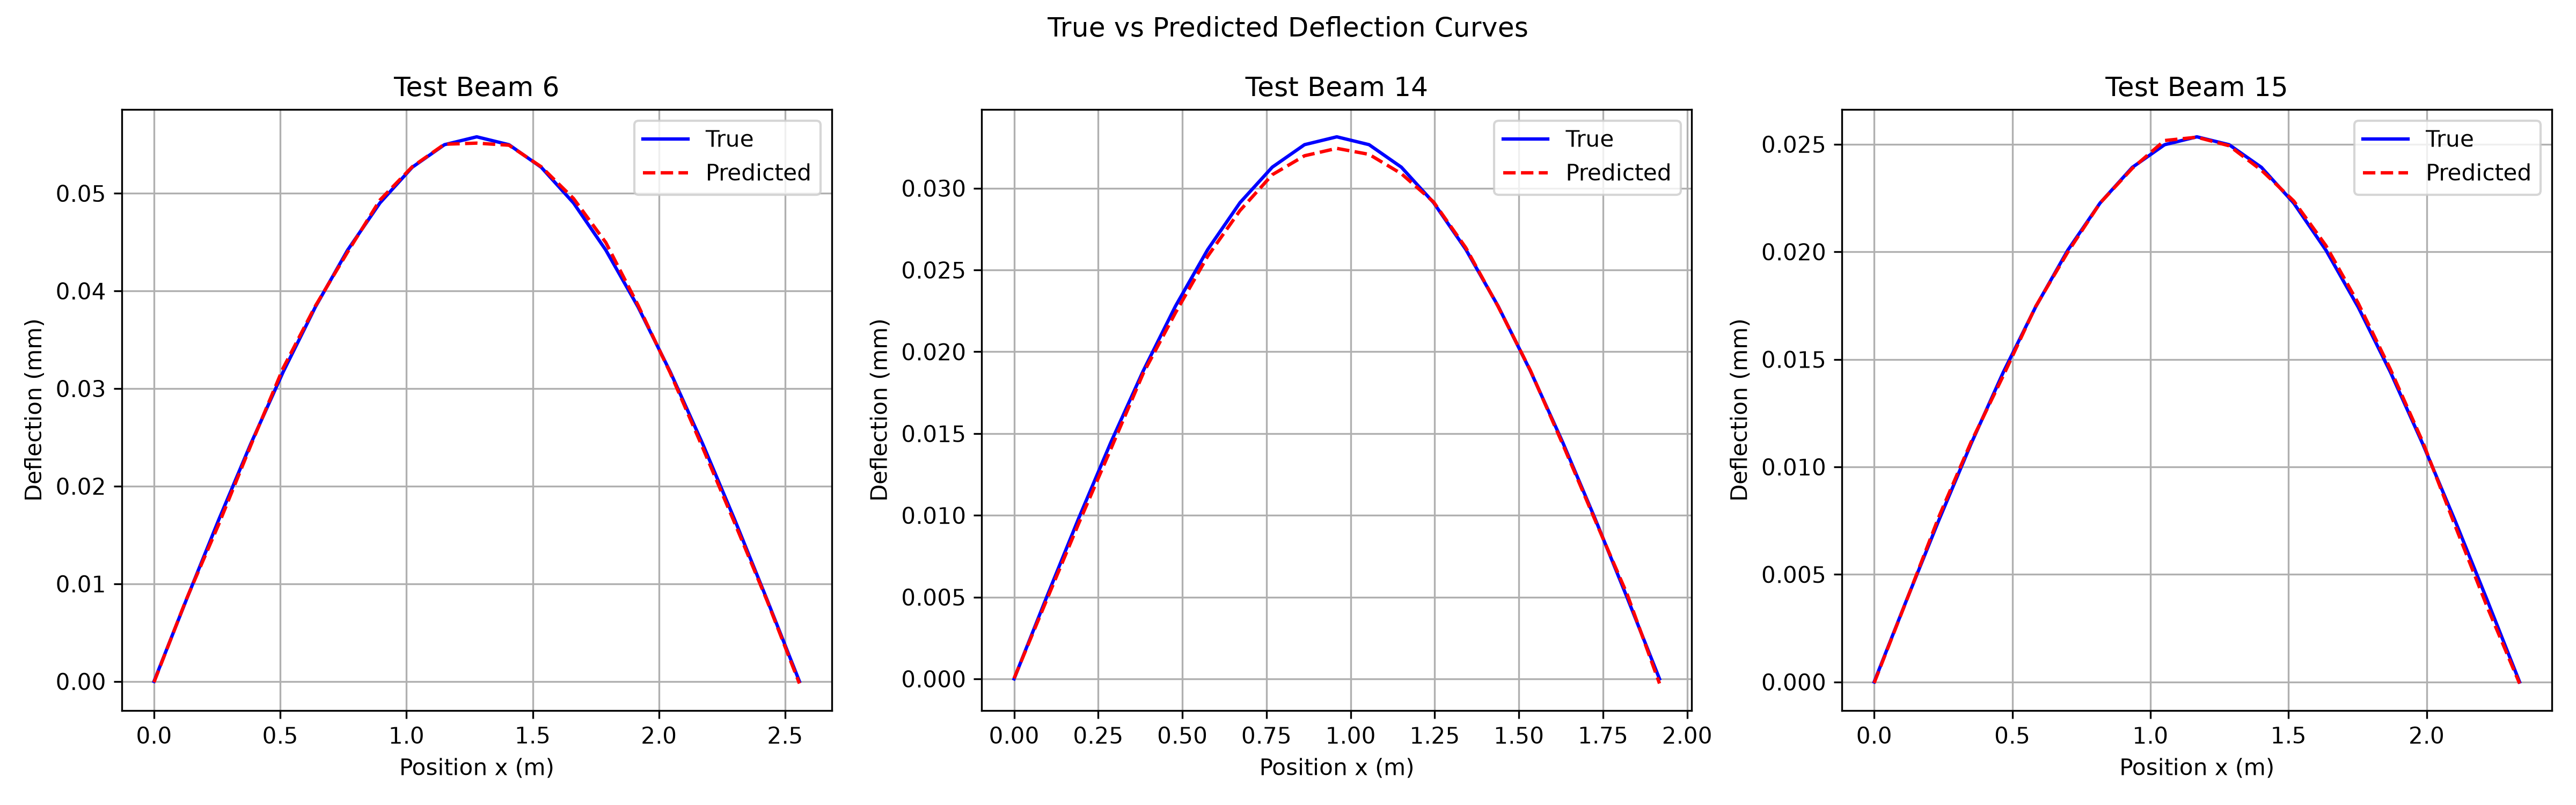 True vs Predicted Deflection Curves
Test Beam 6
True
Predicted
Deflection (mm)
0.05
0.04
0.03
0.02
0.01
0.00
0.0 0.5 1.0 1.5 2.0 2.5
Position x (m)
Test Beam 14
True
Predicted
Deflection (mm)
0.030
0.025
0.020
0.015
0.010
0.005
0.000
0.00 0.25 0.50 0.75 1.00 1.25 1.50 1.75 2.00
Position x (m)
Test Beam 15
True
Predicted
Deflection (mm)
0.025
0.020
0.015
0.010
0.005
0.000
0.0 0.5 1.0 1.5 2.0
Position x (m)